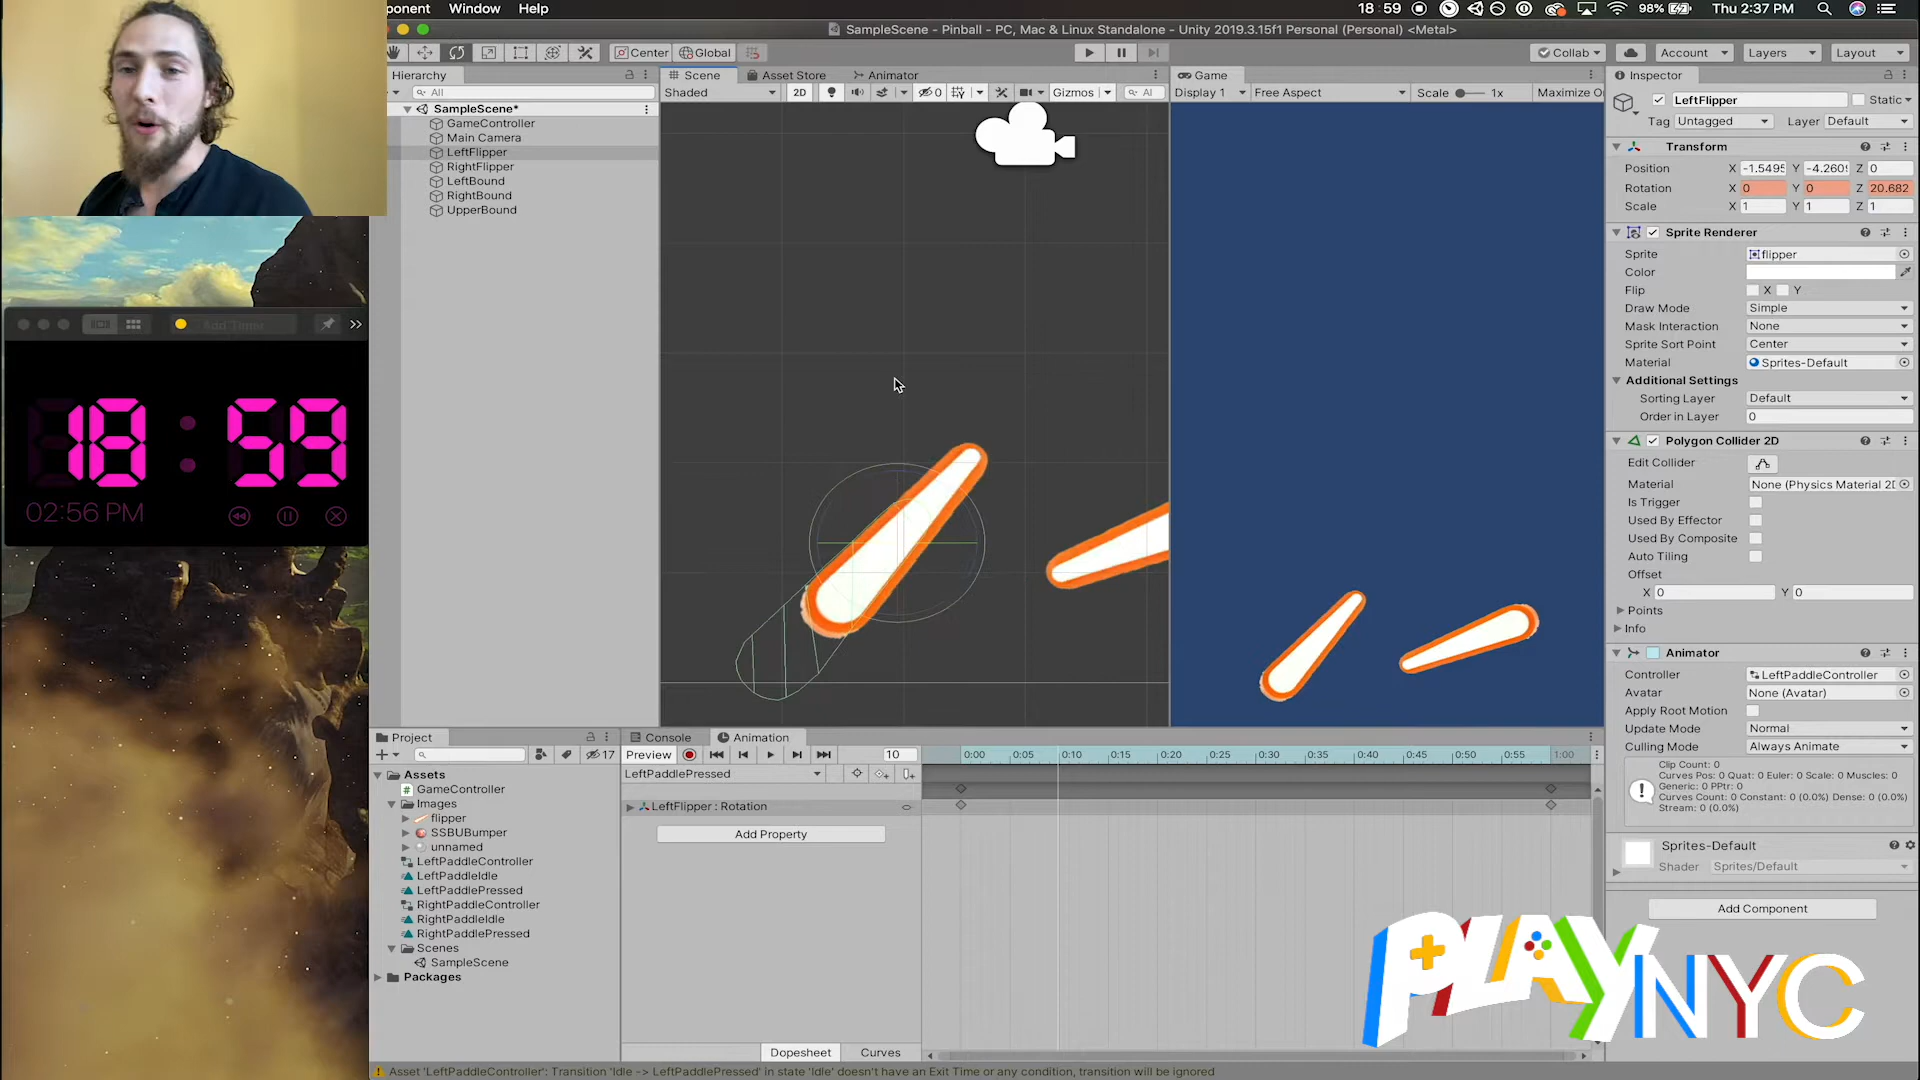 ponent Window Help
18:59 98% Thu 2:37 PM
SampleScene - Pinball - PC, Mac & Linux Standalone - Unity 2019.3.15f1 Personal (Personal) <Metal>
Center Global
Collab Account Layers Layout
Hierarchy
All
SampleScene*
GameController
Main Camera
LeftFlipper
RightFlipper
LeftBound
RightBound
UpperBound
Scene Asset Store Animator
Shaded 2D 0 Gizmos Al
Game
Display 1 Free Aspect Scale 1x Maximize O
Inspector
LeftFlipper Static
Tag Untagged Layer Default
Transform
Position X -1.5495 Y -4.260 Z 0
Rotation X 0 Y 0 Z 20.682
Scale X 1 Y 1 Z 1
Sprite Renderer
Sprite flipper
Color
Flip X Y
Draw Mode Simple
Mask Interaction None
Sprite Sort Point Center
Material Sprites-Default
Additional Settings
Sorting Layer Default
Order in Layer 0
Polygon Collider 2D
Edit Collider
Material None (Physics Material 2D
Is Trigger
Used By Effector
Used By Composite
Auto Tiling
Offset
X 0 Y 0
Points
Info
Animator
Controller LeftPaddleController
Avatar None (Avatar)
Apply Root Motion
Update Mode Normal
Culling Mode Always Animate
Clip Count: 0
Curves Pos: 0 Quat: 0 Euler: 0 Scale: 0 Muscles: 0
Generic: 0 PPtr: 0
Curves Count: 0 Constant: 0 (0.0%) Dense: 0 (0.0%)
Stream: 0 (0.0%)
Sprites-Default
Shader Sprites/Default
Add Component
Add Timer
18:59
02:56 PM
Project
17
Assets
GameController
Images
flipper
SSBUBumper
unnamed
LeftPaddleController
LeftPaddleIdle
LeftPaddlePressed
RightPaddleController
RightPaddleIdle
RightPaddlePressed
Scenes
SampleScene
Packages
Console Animation
Preview 10
0:00 0:05 0:10 0:15 0:20 0:25 0:30 0:35 0:40 0:45 0:50 0:55 1:00
LeftPaddlePressed
LeftFlipper : Rotation
Add Property
Dopesheet Curves
PLAYNYC
Asset 'LeftPaddleController': Transition 'Idle -> LeftPaddlePressed' in state 'Idle' doesn't have an Exit Time or any condition, transition will be ignored